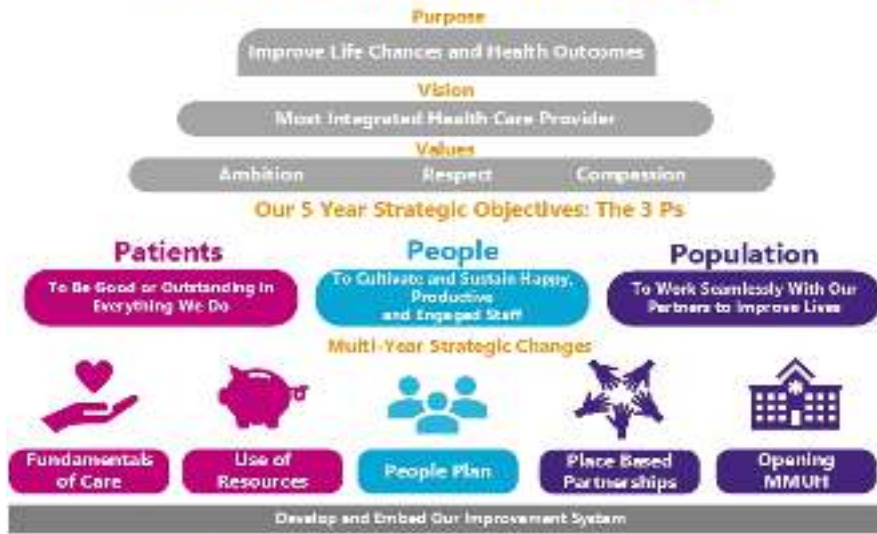 Purpose
Improve Life Chances and Health Outcomes
Vision
Most Integrated Health Care Provider
Values
Ambition Respect Compassion
Our 5 Year Strategic Objectives: The 3 Ps
Patients People Population
To Be Good or Outstanding in
Everything We Do
To Cultivate and Sustain Happy,
Productive
and Engaged Staff
To Work Seamlessly With Our
Partners to Improve Lives
Multi-Year Strategic Changes
Fundamentals
of Care
Use of
Resources
People Plan
Place Based
Partnerships
Opening
MMUH
Develop and Embed Our Improvement System